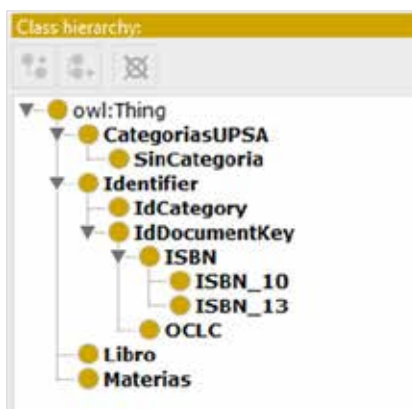 Class hierarchy:
owl:Thing
CategoriasUPSA
SinCategoria
Identifier
IdCategory
IdDocumentKey
ISBN
ISBN_10
ISBN_13
OCLC
Libro
Materias